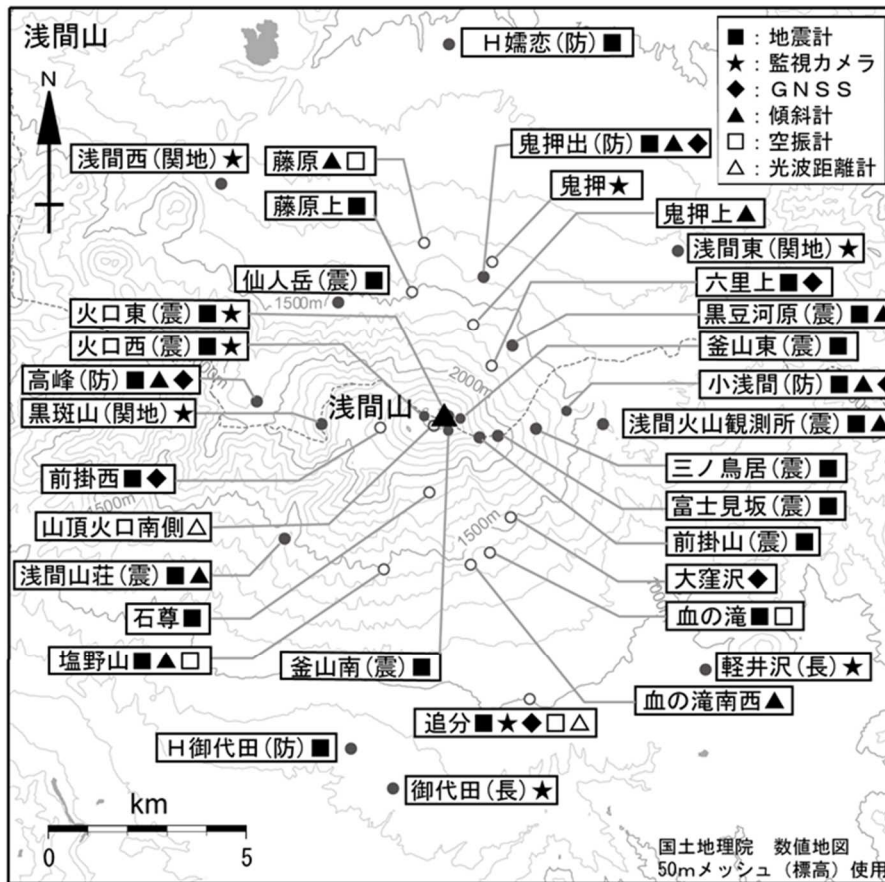 浅間山
N
■：地震計
★：監視カメラ
◆：ＧＮＳＳ
▲：傾斜計
□：空振計
△：光波距離計
Ｈ嬬恋(防)■
浅間西(関地)★
藤原▲□
鬼押出(防)■▲◆
鬼押★
藤原上■
鬼押上▲
浅間東(関地)★
仙人岳(震)■
六里上■◆
1500m
火口東(震)■★
黒豆河原(震)■▲
火口西(震)■★
釜山東(震)■
2000m
高峰(防)■▲◆
小浅間(防)■▲◆
黒斑山(関地)★
浅間山
浅間火山観測所(震)■▲
三ノ鳥居(震)■
前掛西■◆
富士見坂(震)■
1500m
1500m
山頂火口南側△
前掛山(震)■
浅間山荘(震)■▲
大窪沢◆
石尊■
血の滝■□
塩野山■▲□
釜山南(震)■
軽井沢(長)★
血の滝南西▲
追分■★◆□△
Ｈ御代田(防)■
御代田(長)★
km
0 5
国土地理院 数値地図
50mメッシュ（標高）使用